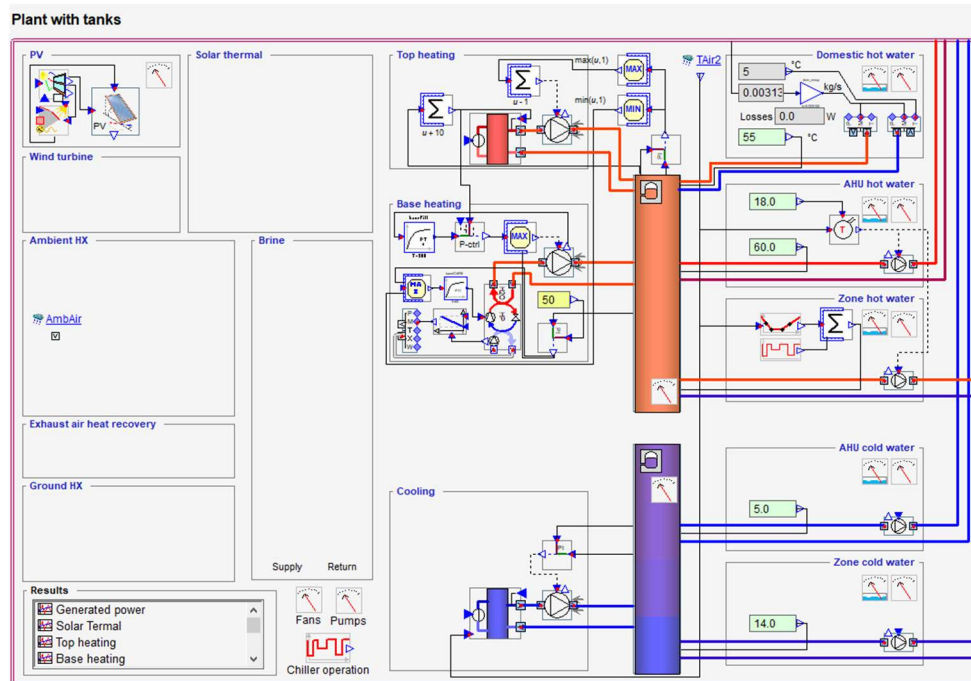 Plant with tanks
PV
PV
Solar thermal
Wind turbine
Ambient HX
AmbAir
Brine
Exhaust air heat recovery
Ground HX
Supply Return
Results
Generated power
Solar Termal
Top heating
Base heating
Fans Pumps
Chiller operation
Top heating
u + 10
u - 1
max(u,1)
MAX
min(u,1)
MIN
TAir2
Base heating
P-ctrl
MAX
50
P
M
T
X
W
Cooling
Domestic hot water
5 °C
0.00313 kg/s
Losses 0.0 W
55 °C
AHU hot water
18.0
T
60.0
Zone hot water
AHU cold water
5.0
Zone cold water
14.0